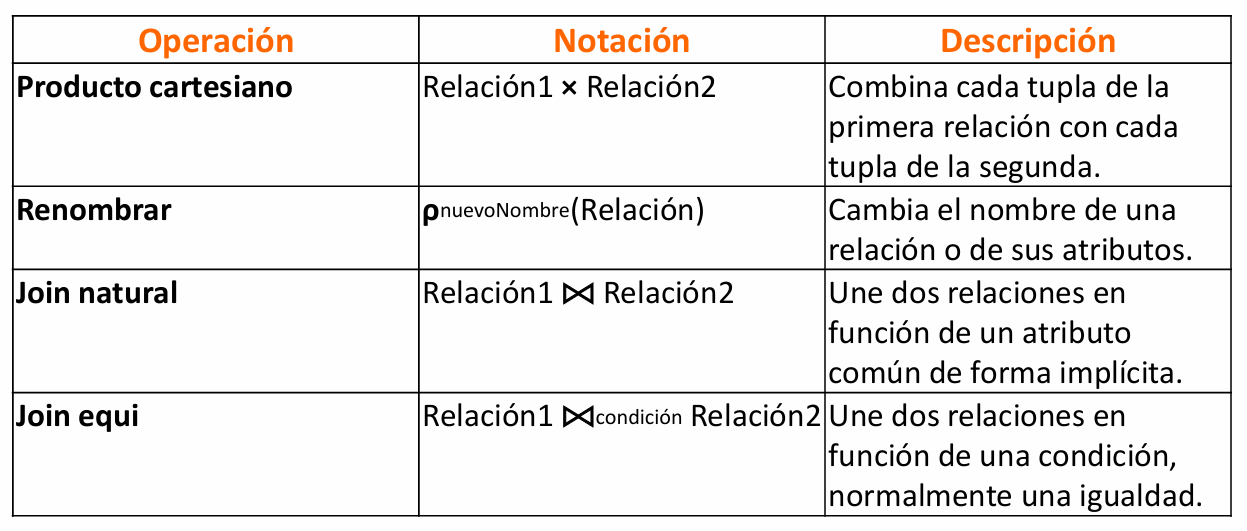 Operación Notación Descripción
Producto cartesiano Relación1 × Relación2 Combina cada tupla de la
primera relación con cada
tupla de la segunda.
Renombrar ρnuevoNombre(Relación) Cambia el nombre de una
relación o de sus atributos.
Join natural Relación1 ⋈ Relación2 Une dos relaciones en
función de un atributo
común de forma implícita.
Join equi Relación1 ⋈condición Relación2 Une dos relaciones en
función de una condición,
normalmente una igualdad.